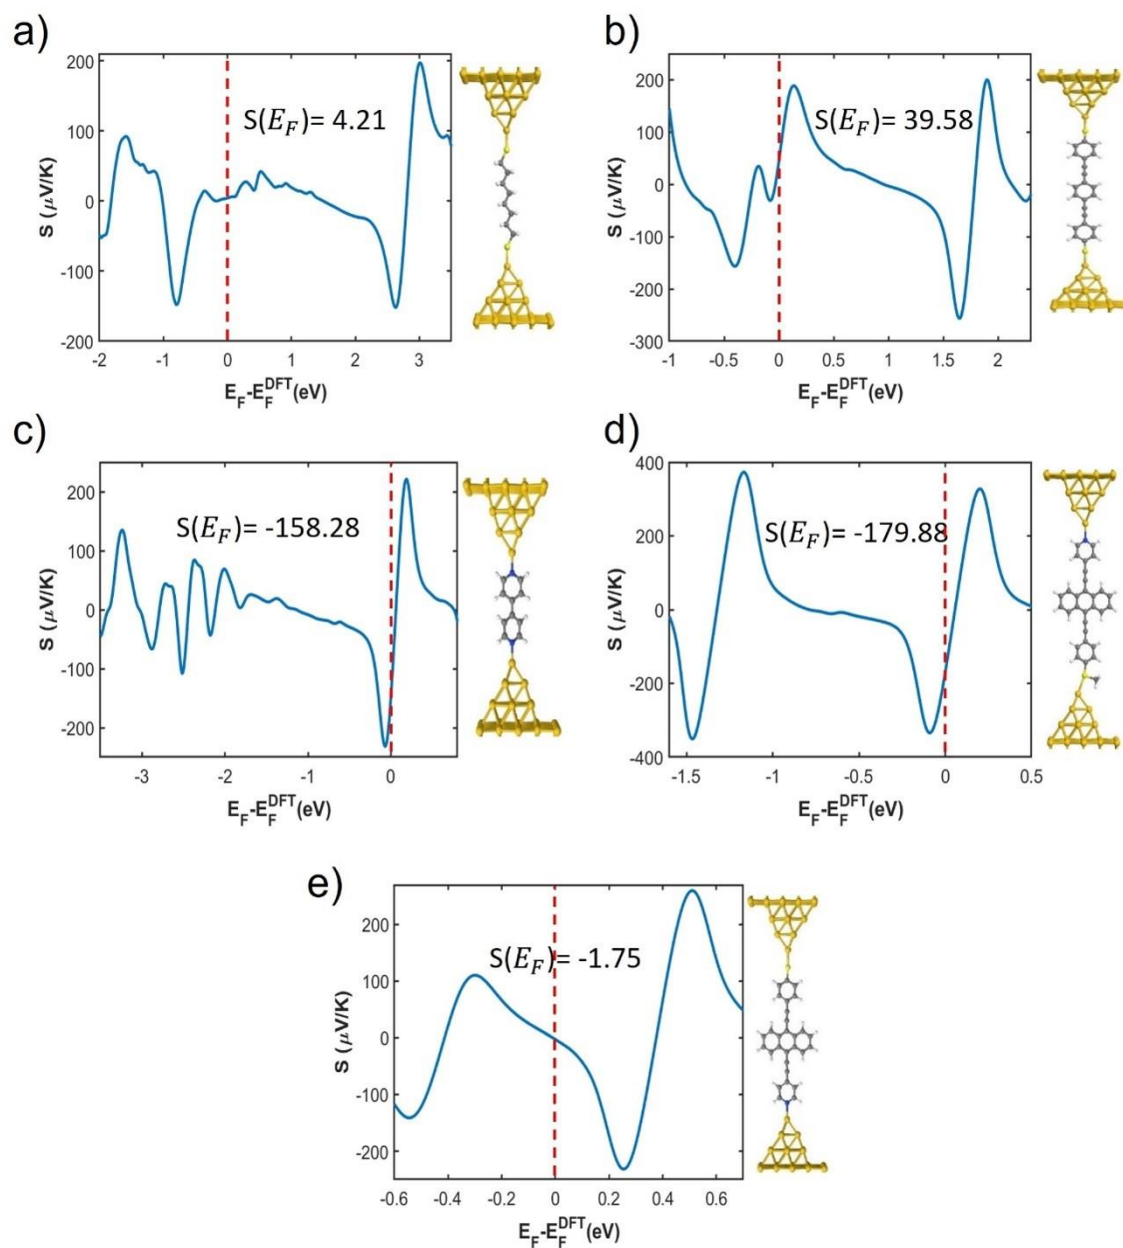 a)
S (μV/K)
200
100
0
-100
-200
S(E_F)= 4.21
-2 -1 0 1 2 3
E_F-E_F^DFT(eV)
b)
S (μV/K)
200
100
0
-100
-200
-300
S(E_F)= 39.58
-1 -0.5 0 0.5 1 1.5 2
E_F-E_F^DFT(eV)
c)
S (μV/K)
200
100
0
-100
-200
S(E_F)= -158.28
-3 -2 -1 0
E_F-E_F^DFT(eV)
d)
S (μV/K)
400
200
0
-200
-400
S(E_F)= -179.88
-1.5 -1 -0.5 0 0.5
E_F-E_F^DFT(eV)
e)
S (μV/K)
200
100
0
-100
-200
S(E_F)= -1.75
-0.6 -0.4 -0.2 0 0.2 0.4 0.6
E_F-E_F^DFT(eV)